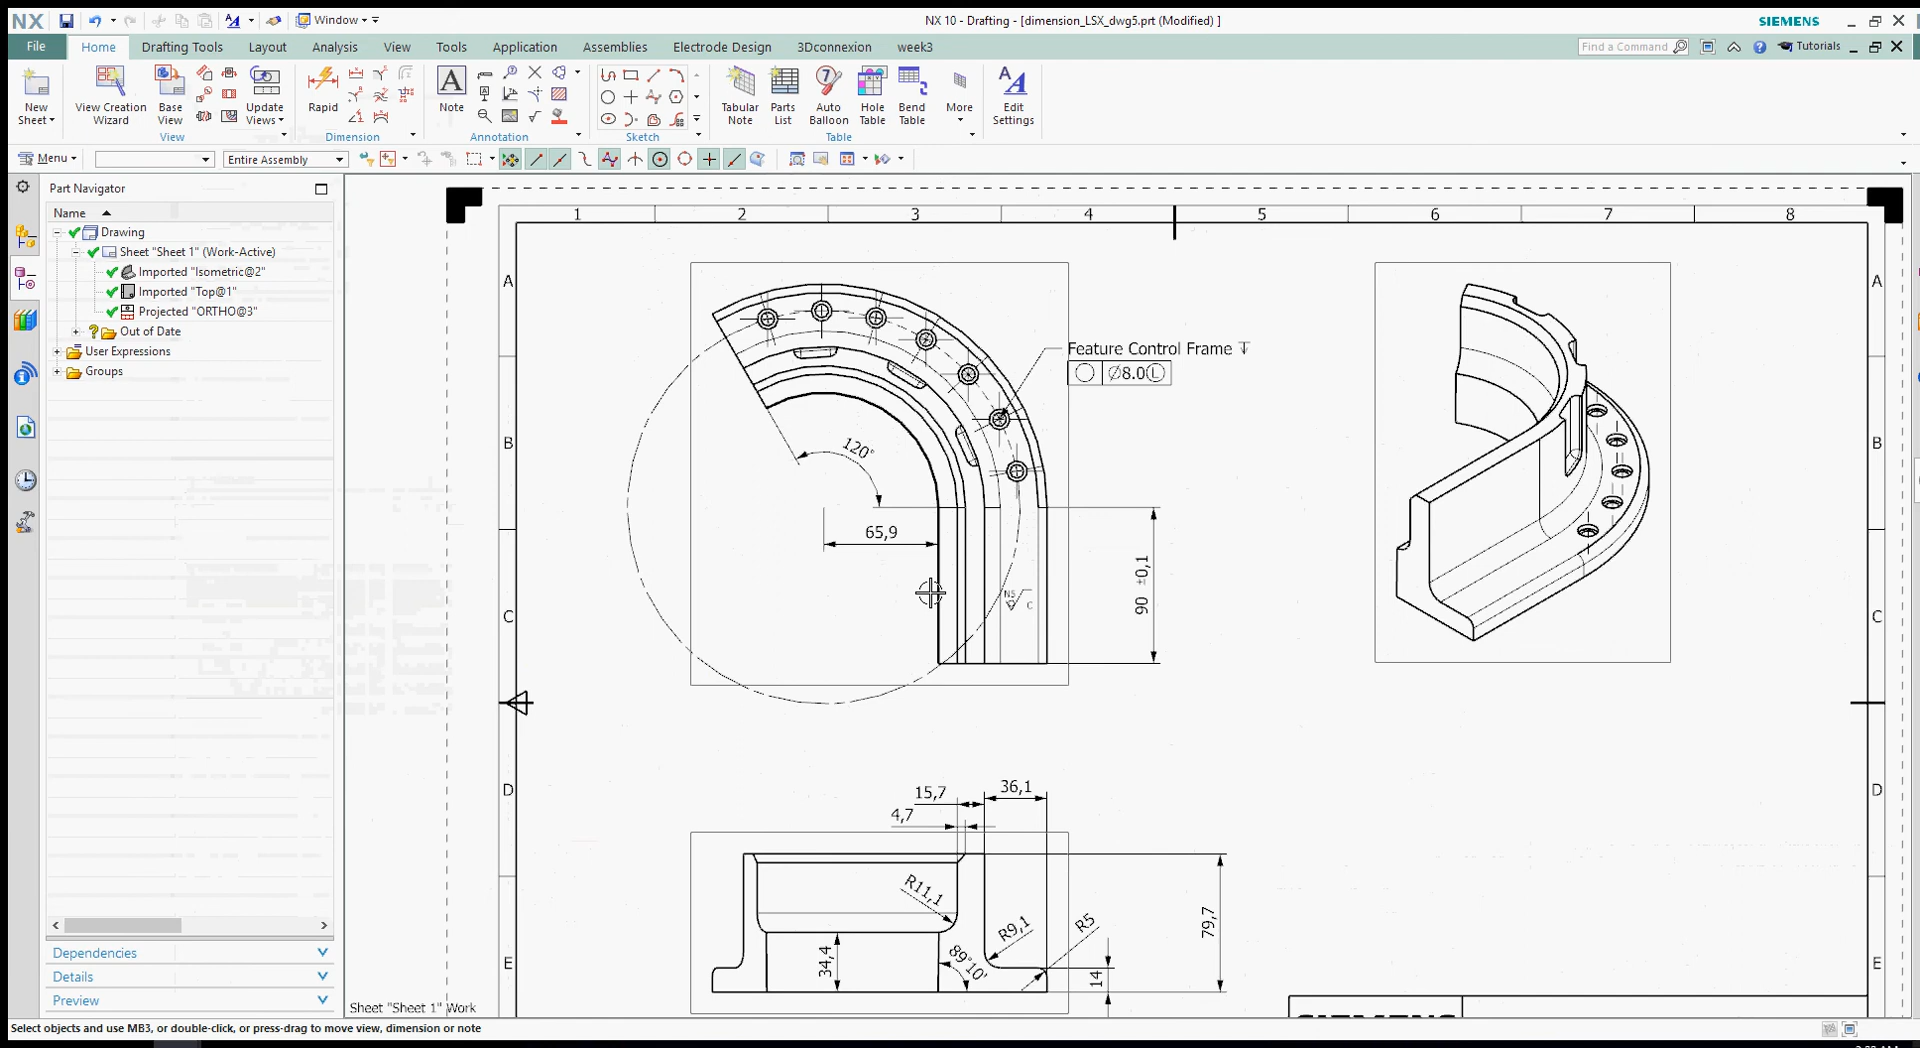 NX Window NX 10 - Drafting - [dimension_LSX_dwg5.prt (Modified) ] SIEMENS
File Home Drafting Tools Layout Analysis View Tools Application Assemblies Electrode Design 3Dconnexion week3 Find a Command Tutorials
New Sheet
View Creation Wizard
Base View
Update Views
Rapid
Note
Tabular Note
Parts List
Auto Balloon
Hole Table
Bend Table
More
Edit Settings
View Dimension Annotation Sketch Table
Menu Entire Assembly
Part Navigator
Name
Drawing
Sheet "Sheet 1" (Work-Active)
Imported "Isometric@2"
Imported "Top@1"
Projected "ORTHO@3"
Out of Date
User Expressions
Groups
Dependencies
Details
Preview
1 2 3 4 5 6 7 8
A A
Feature Control Frame
∅8.0Ⓛ
B B
120°
65,9
90 ±0,1
N5
C
C C
D D
36,1
15,7
4,7
R11,1
R9,1
R5
79,7
34,4
89°10'
14
E E
Sheet "Sheet 1" Work
SIEMENS
Select objects and use MB3, or double-click, or press-drag to move view, dimension or note